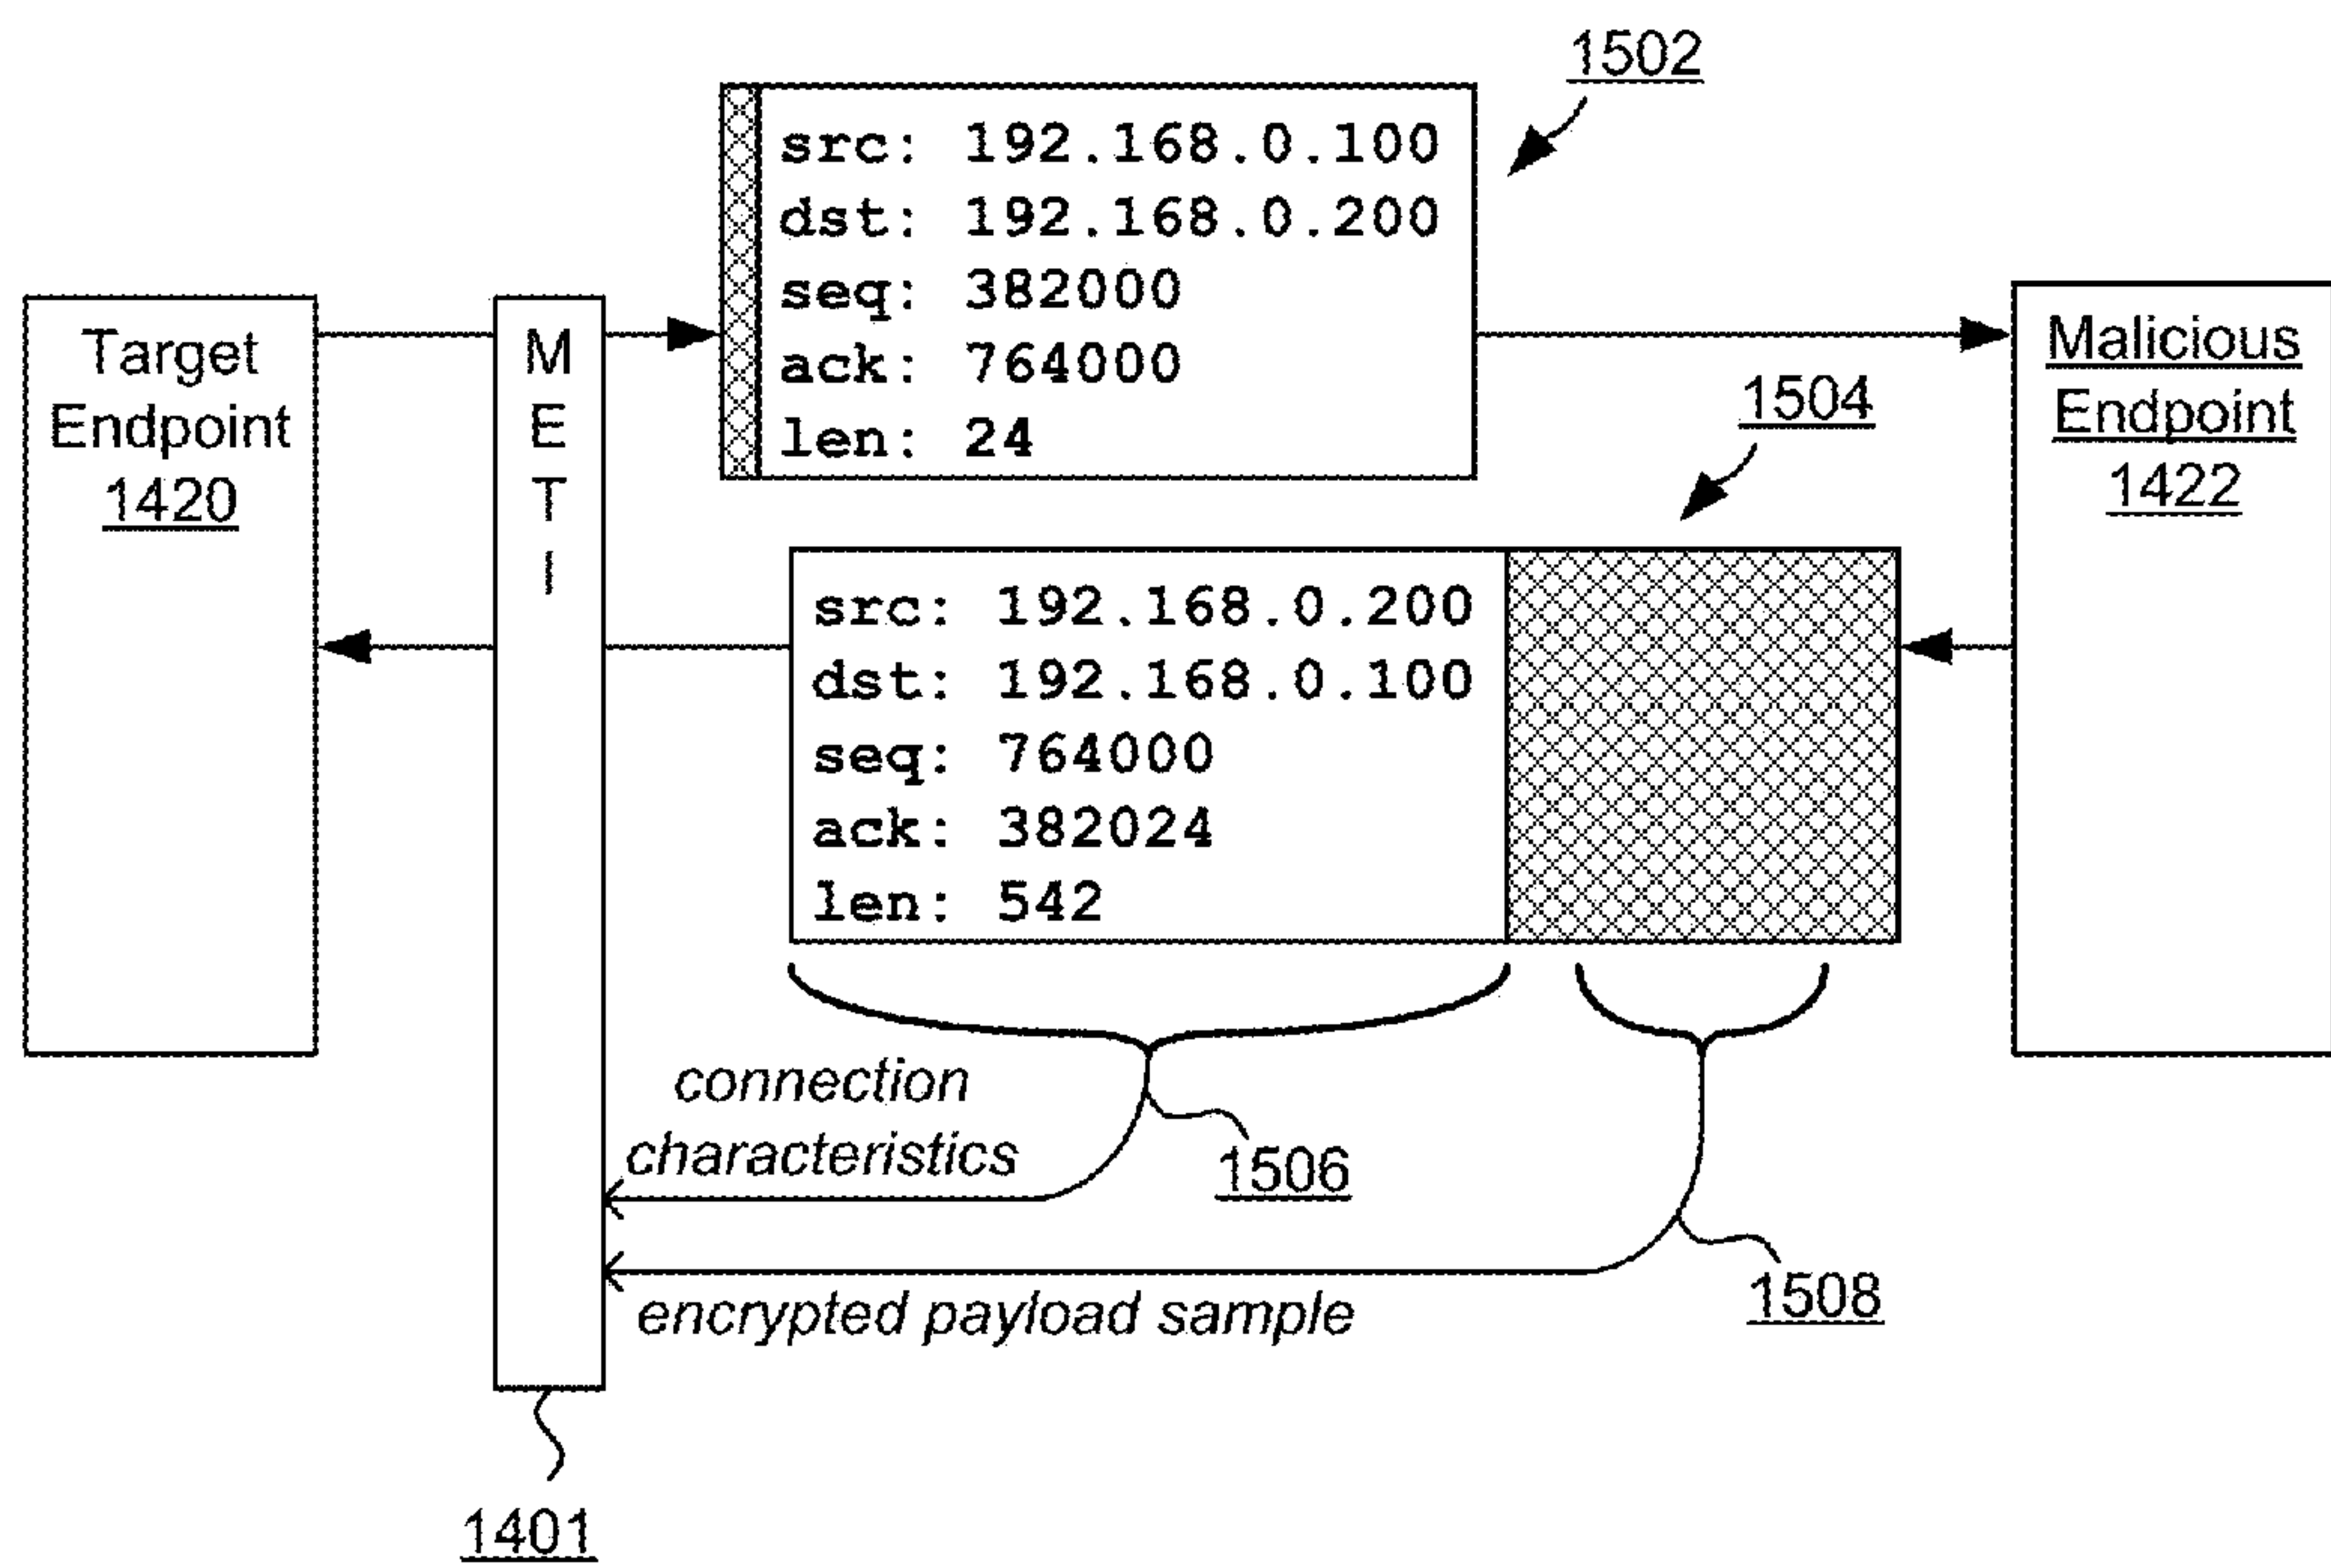 1502
src: 192.168.0.100
dst: 192.168.0.200
seq: 382000
ack: 764000
len: 24
Target
Endpoint
1420
M
E
T
I
Malicious
Endpoint
1422
1504
src: 192.168.0.200
dst: 192.168.0.100
seq: 764000
ack: 382024
len: 542
connection
characteristics
1506
encrypted payload sample
1508
1401